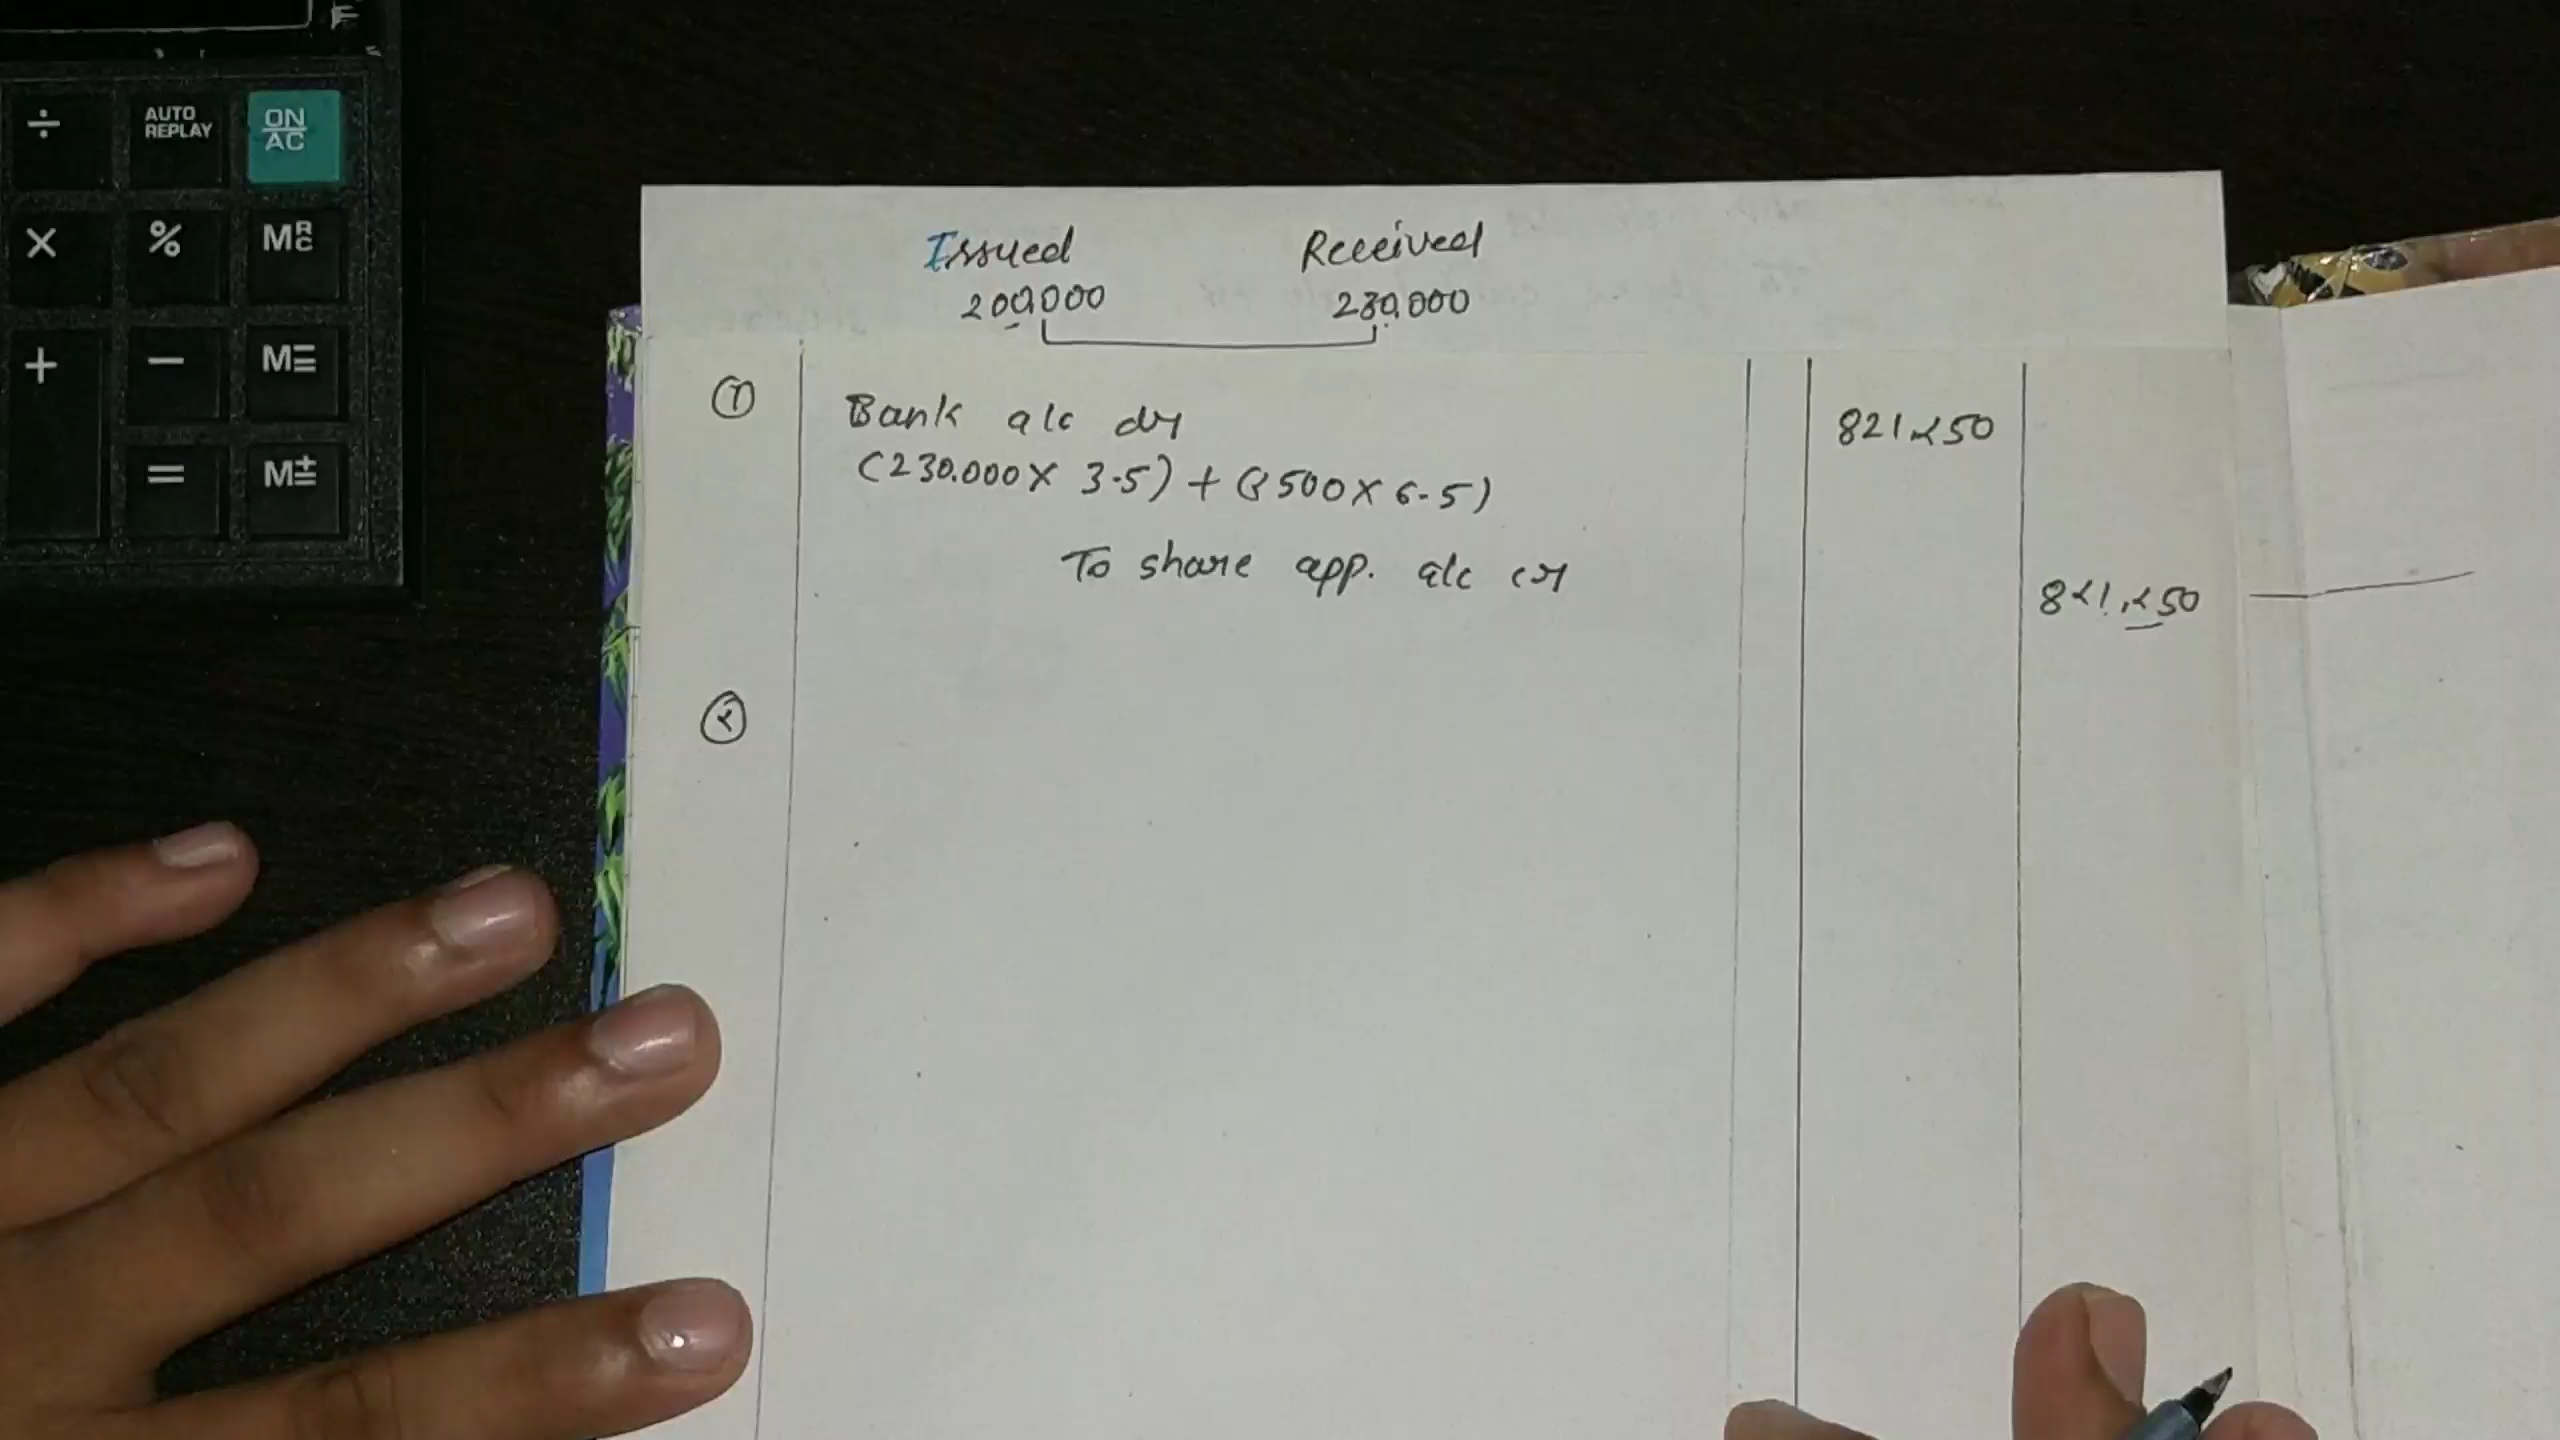 ÷ AUTO REPLAY ON AC
× % MRC
+ − M=
= M±
Issued Received
200,000 230,000
① Bank a/c dr 821,250
(230,000 X 3.5) + (2500 X 6.5)
To share app. a/c cr
821,250
②